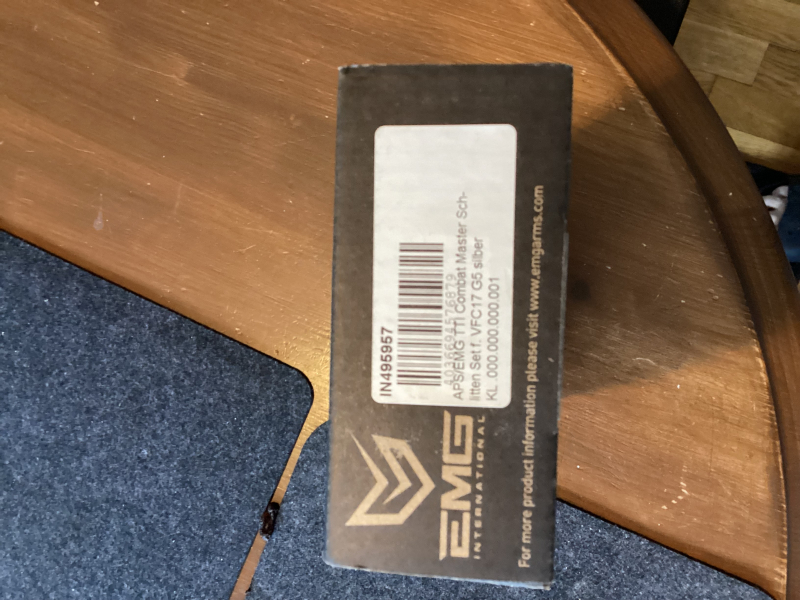 IN495957
4036694576879
APS/EMG TTI Combat Master Sch-
litten Set f. VFC17 G5 silber
KL .000.000.000.001
EMG
INTERNATIONAL
For more product information please visit www.emgarms.com